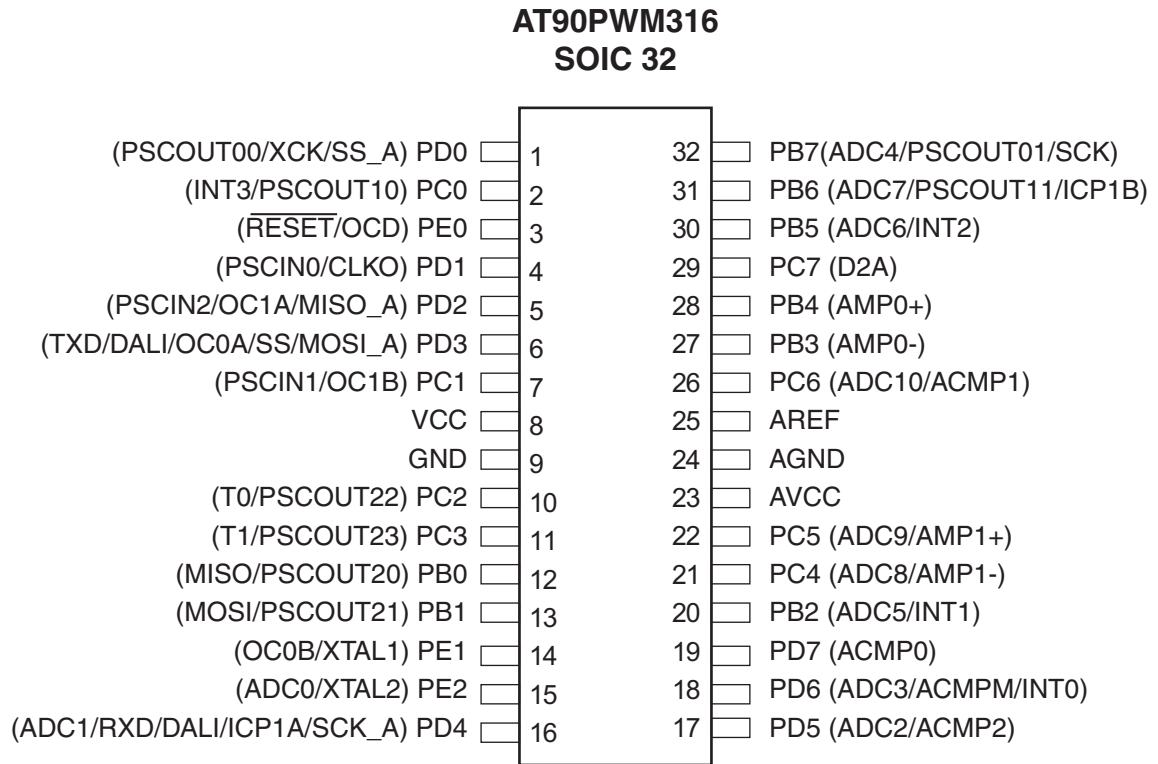 AT90PWM316
SOIC 32
(PSCOUT00/XCK/SS_A) PD0 1 32 PB7(ADC4/PSCOUT01/SCK)
(INT3/PSCOUT10) PC0 2 31 PB6 (ADC7/PSCOUT11/ICP1B)
(RESET/OCD) PE0 3 30 PB5 (ADC6/INT2)
(PSCIN0/CLKO) PD1 4 29 PC7 (D2A)
(PSCIN2/OC1A/MISO_A) PD2 5 28 PB4 (AMP0+)
(TXD/DALI/OC0A/SS/MOSI_A) PD3 6 27 PB3 (AMP0-)
(PSCIN1/OC1B) PC1 7 26 PC6 (ADC10/ACMP1)
VCC 8 25 AREF
GND 9 24 AGND
(T0/PSCOUT22) PC2 10 23 AVCC
(T1/PSCOUT23) PC3 11 22 PC5 (ADC9/AMP1+)
(MISO/PSCOUT20) PB0 12 21 PC4 (ADC8/AMP1-)
(MOSI/PSCOUT21) PB1 13 20 PB2 (ADC5/INT1)
(OC0B/XTAL1) PE1 14 19 PD7 (ACMP0)
(ADC0/XTAL2) PE2 15 18 PD6 (ADC3/ACMPM/INT0)
(ADC1/RXD/DALI/ICP1A/SCK_A) PD4 16 17 PD5 (ADC2/ACMP2)